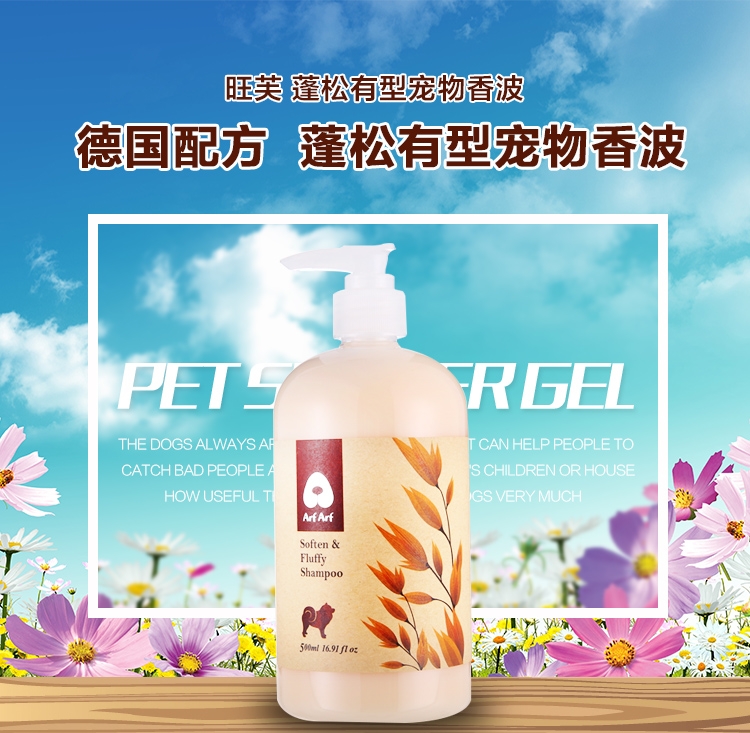 旺芙 蓬松有型宠物香波
德国配方 蓬松有型宠物香波
PET S ER GEL
THE DOGS ALWAYS AR T CAN HELP PEOPLE TO
CATCH BAD PEOPLE A 'S CHILDREN OR HOUSE
HOW USEFUL T OGS VERY MUCH
Arf Arf
Soften &
Fluffy
Shampoo
500ml 16.91 fl oz